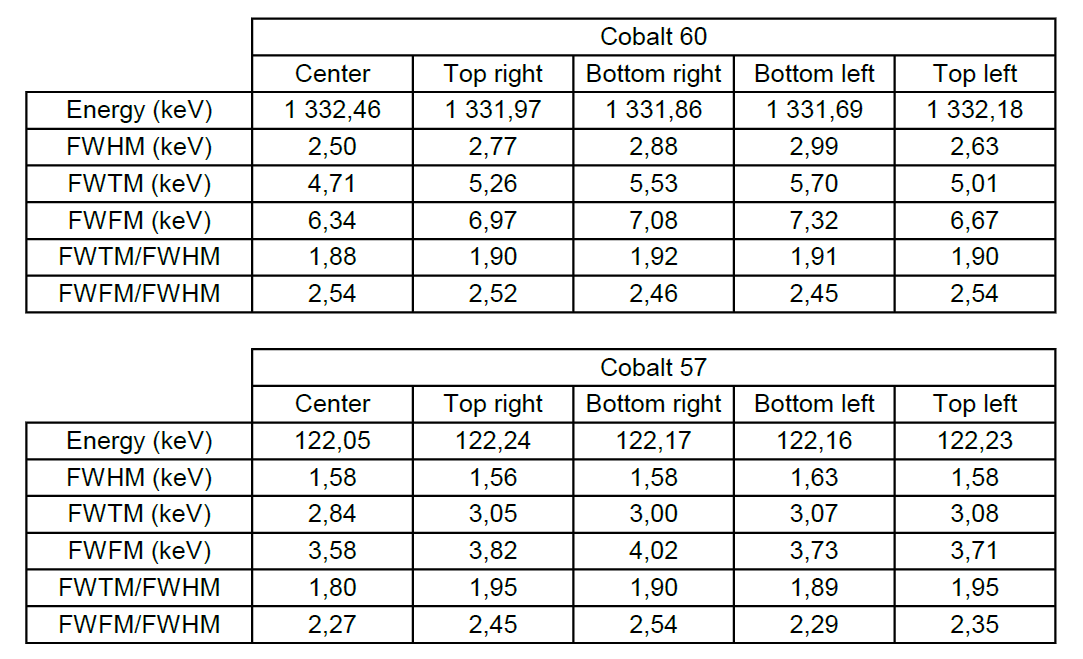 Cobalt 60
Center Top right Bottom right Bottom left Top left
Energy (keV) 1 332,46 1 331,97 1 331,86 1 331,69 1 332,18
FWHM (keV) 2,50 2,77 2,88 2,99 2,63
FWTM (keV) 4,71 5,26 5,53 5,70 5,01
FWFM (keV) 6,34 6,97 7,08 7,32 6,67
FWTM/FWHM 1,88 1,90 1,92 1,91 1,90
FWFM/FWHM 2,54 2,52 2,46 2,45 2,54
Cobalt 57
Center Top right Bottom right Bottom left Top left
Energy (keV) 122,05 122,24 122,17 122,16 122,23
FWHM (keV) 1,58 1,56 1,58 1,63 1,58
FWTM (keV) 2,84 3,05 3,00 3,07 3,08
FWFM (keV) 3,58 3,82 4,02 3,73 3,71
FWTM/FWHM 1,80 1,95 1,90 1,89 1,95
FWFM/FWHM 2,27 2,45 2,54 2,29 2,35